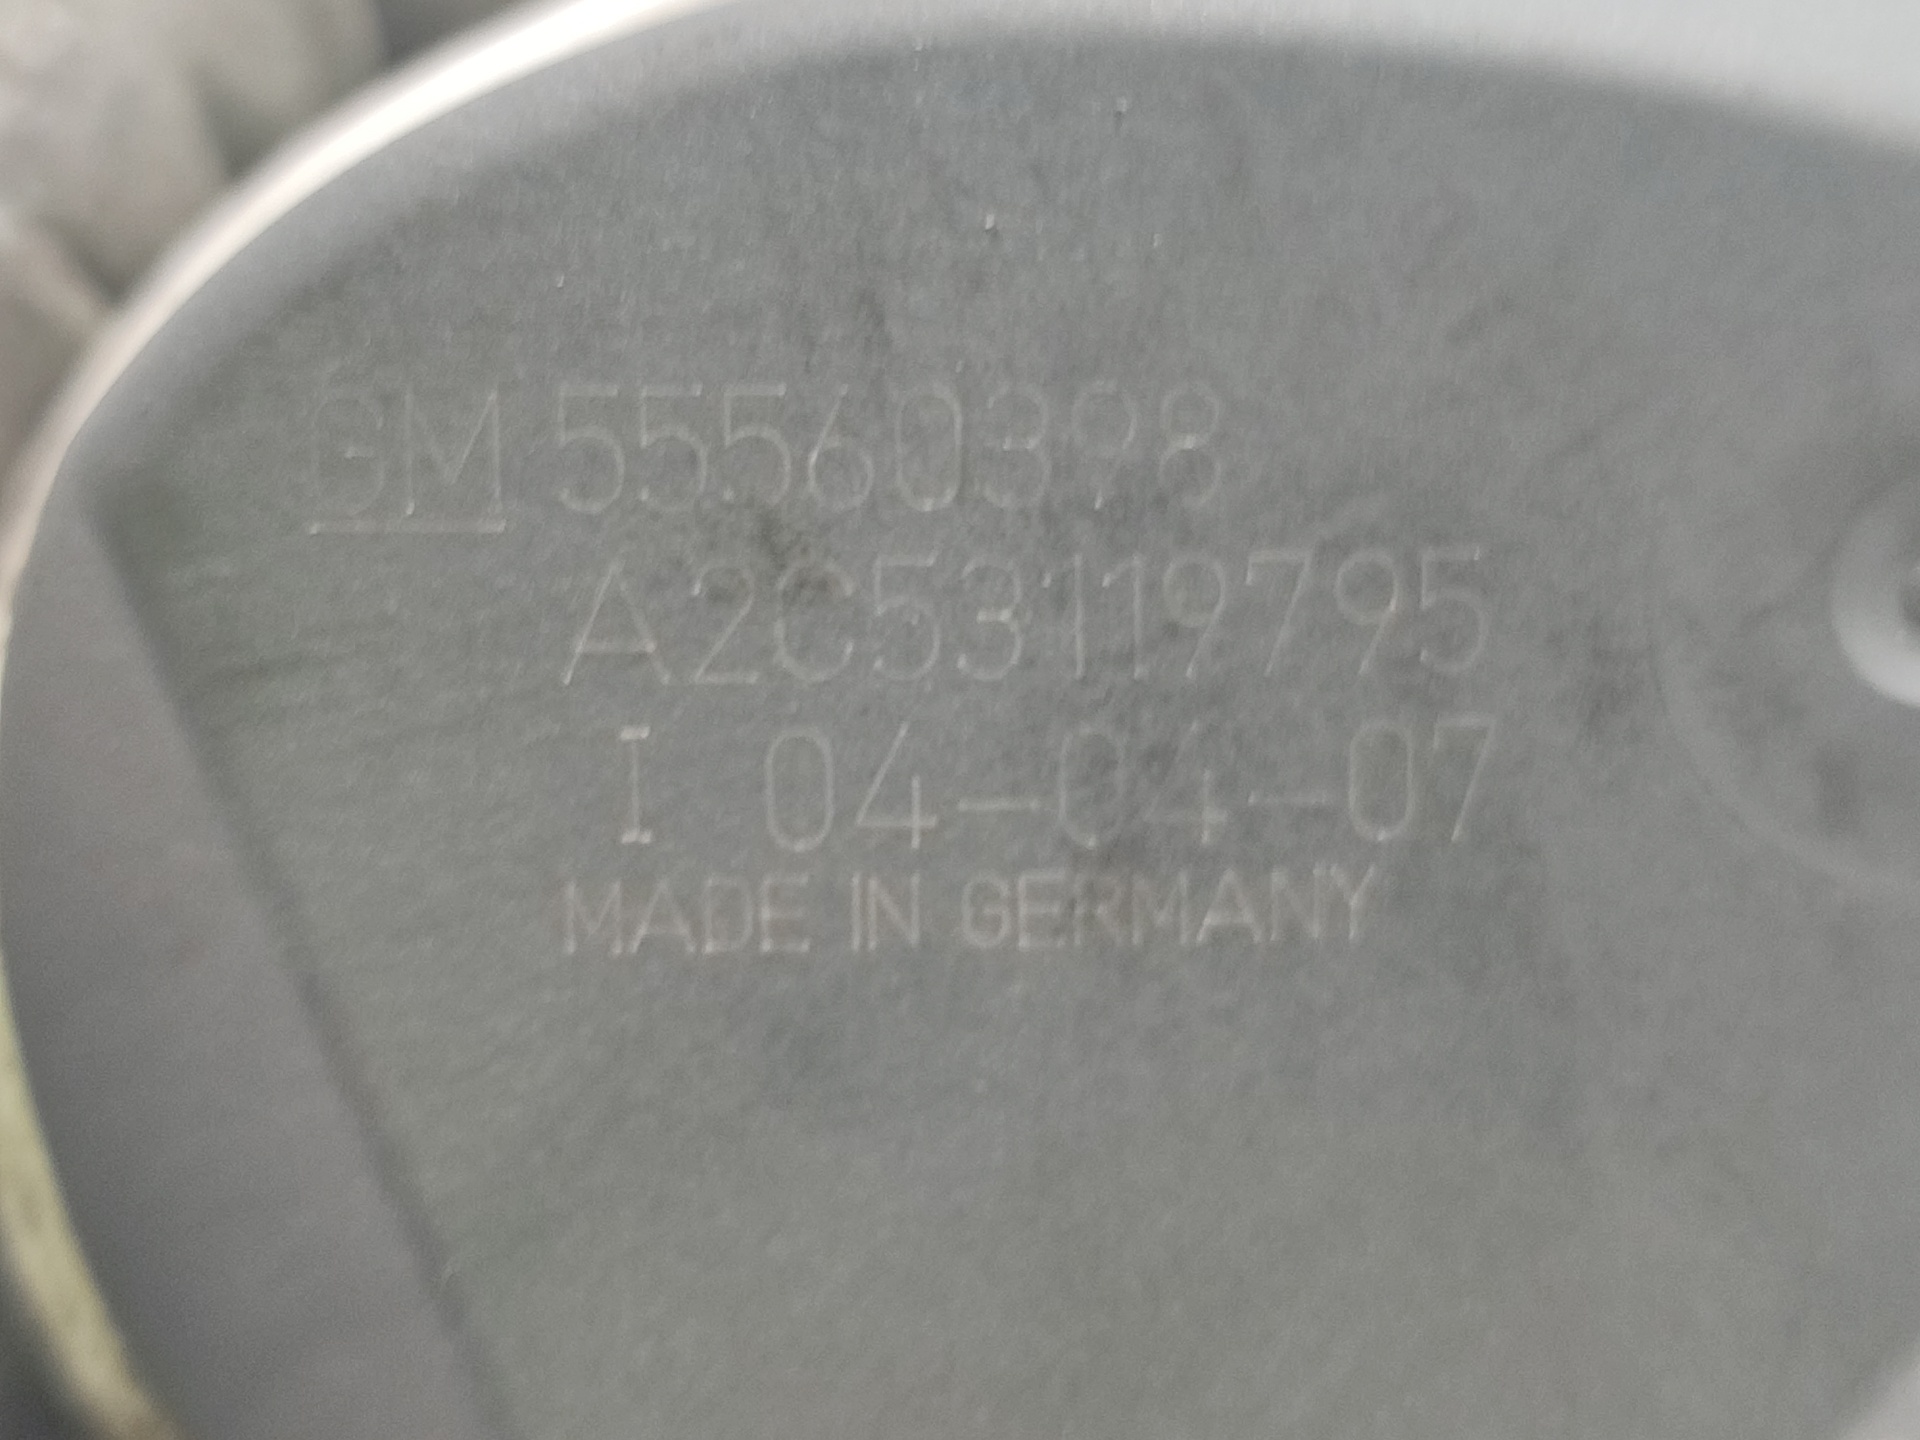 GM 55560398
A2C53119795
I 04-04-07
MADE IN GERMANY